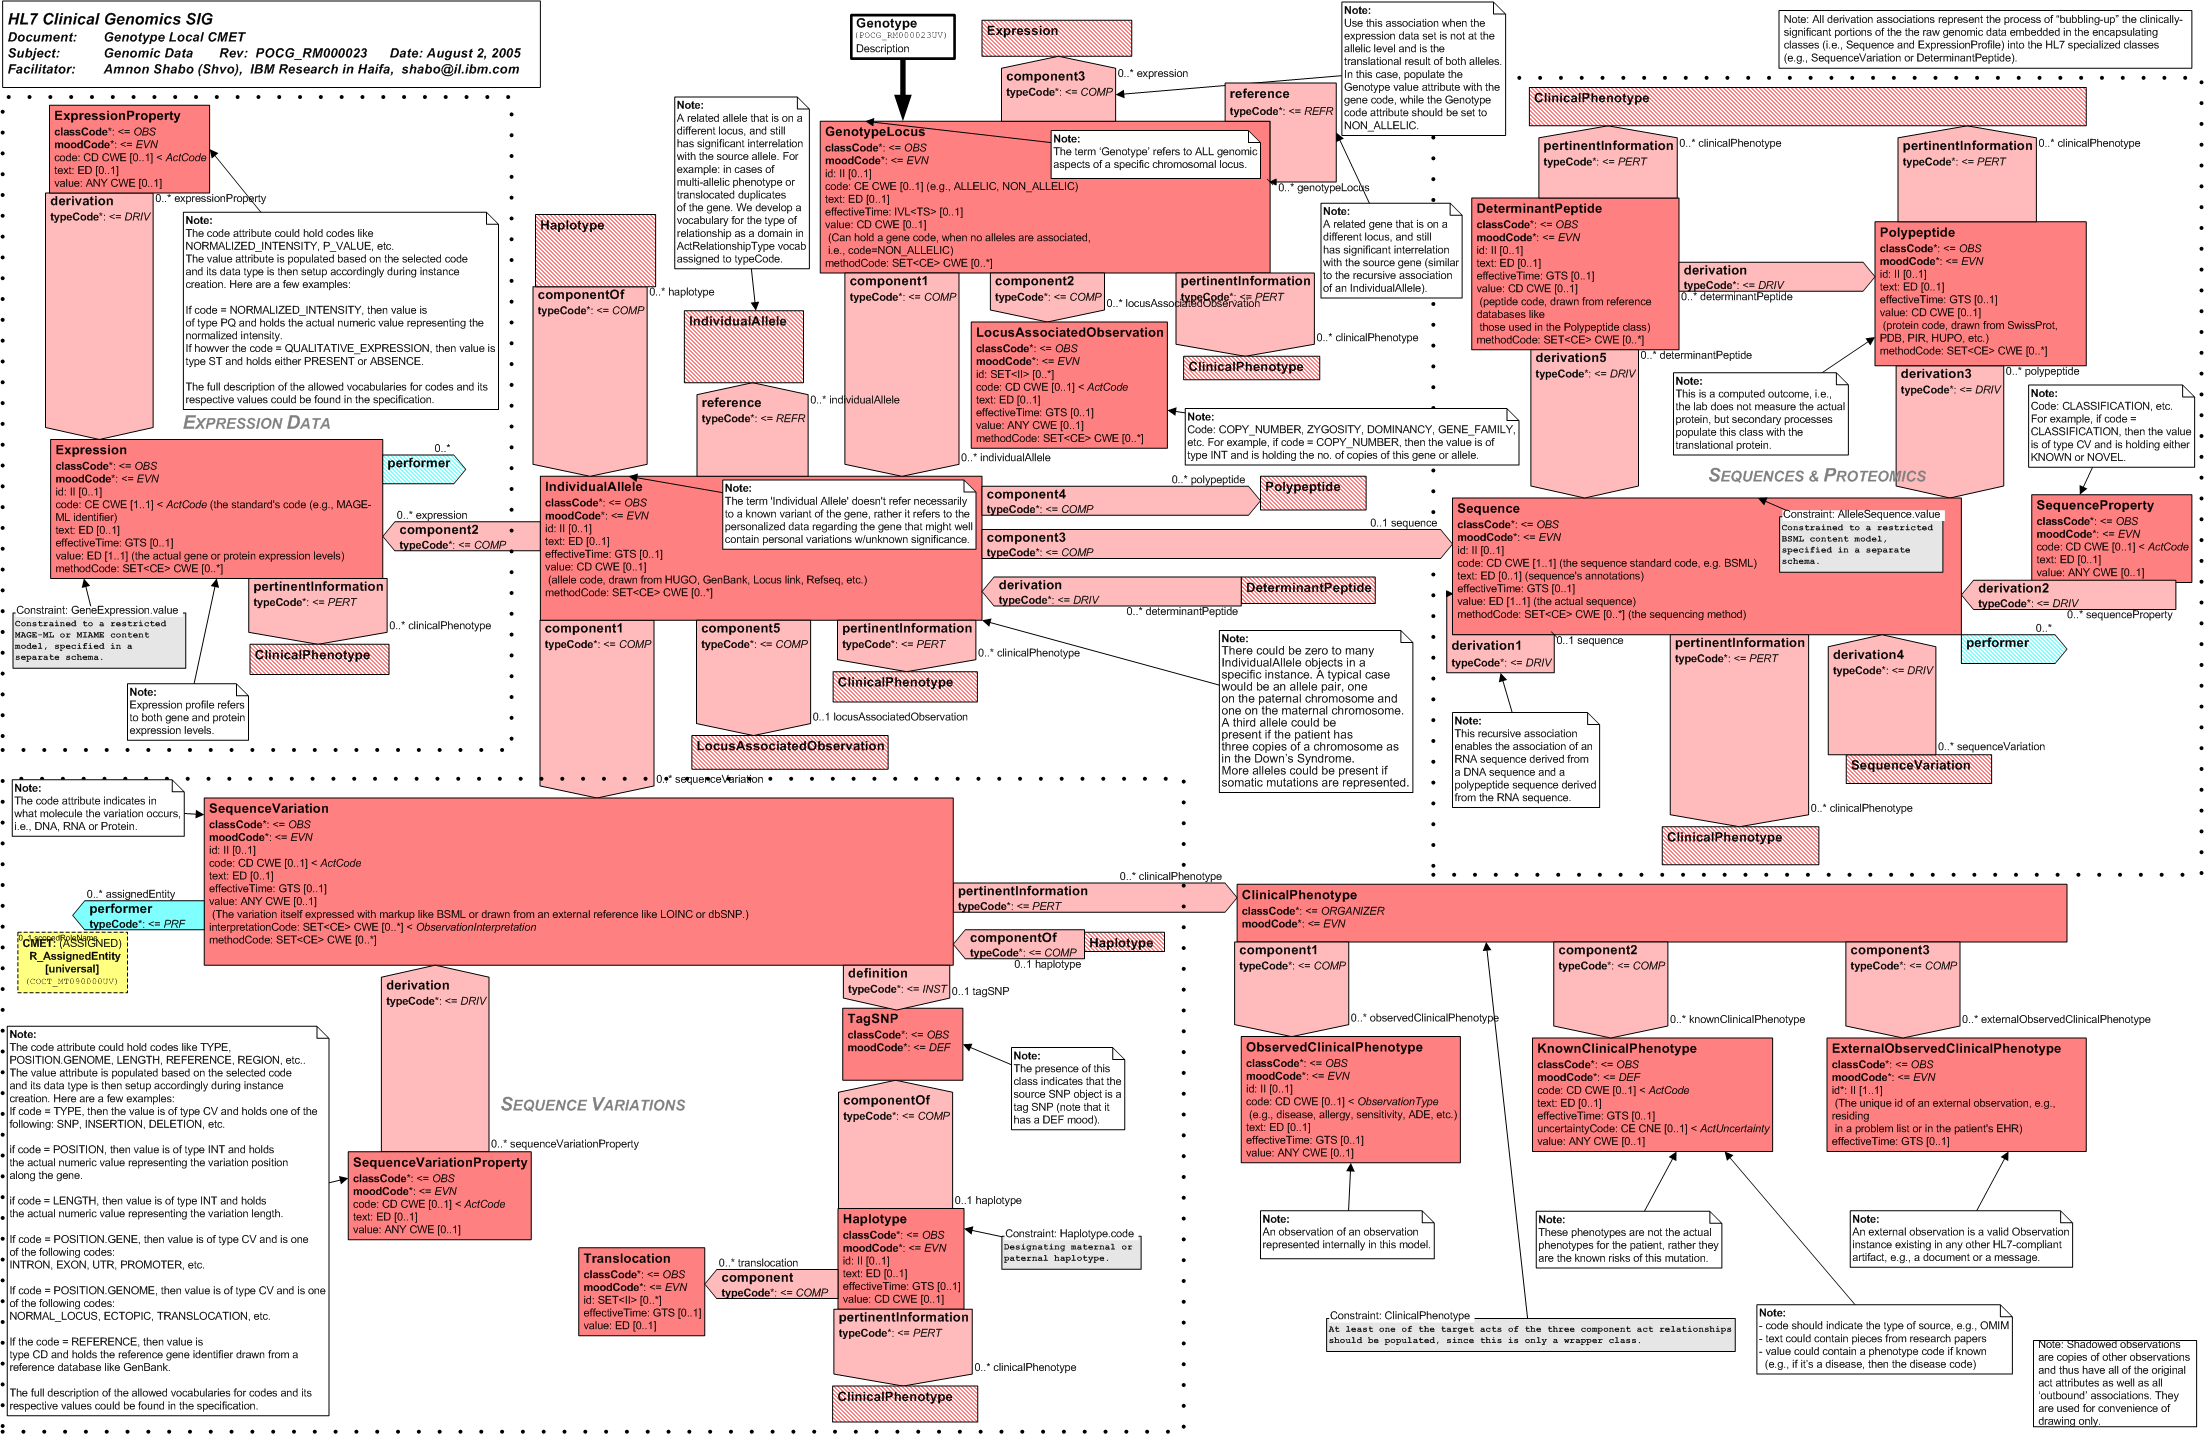 HL7 Clinical Genomics SIG
Document: Genotype Local CMET
Subject: Genomic Data Rev: POCG_RM000023 Date: August 2, 2005
Facilitator: Amnon Shabo (Shvo), IBM Research in Haifa, shabo@il.ibm.com
Genotype
(POCG_RM000023UV)
Description
Expression
component3
typeCode*: <= COMP
0..* expression
reference
typeCode*: <= REFR
0..* genotypeLocus
Note:
Use this association when the
expression data set is not at the
allelic level and is the
translational result of both alleles.
In this case, populate the
Genotype value attribute with the
gene code, while the Genotype
code attribute should be set to
NON_ALLELIC.
Note: All derivation associations represent the process of "bubbling-up" the clinically-
significant portions of the the raw genomic data embedded in the encapsulating
classes (i.e., Sequence and ExpressionProfile) into the HL7 specialized classes
(e.g., SequenceVariation or DeterminantPeptide).
ExpressionProperty
classCode*: <= OBS
moodCode*: <= EVN
code: CD CWE [0..1] < ActCode
text: ED [0..1]
value: ANY CWE [0..1]
derivation
typeCode*: <= DRIV
0..* expressionProperty
Note:
The code attribute could hold codes like
NORMALIZED_INTENSITY, P_VALUE, etc.
The value attribute is populated based on the selected code
and its data type is then setup accordingly during instance
creation. Here are a few examples:
If code = NORMALIZED_INTENSITY, then value is
of type PQ and holds the actual numeric value representing the
normalized intensity.
If howver the code = QUALITATIVE_EXPRESSION, then value is
type ST and holds either PRESENT or ABSENCE.
The full description of the allowed vocabularies for codes and its
respective values could be found in the specification.
EXPRESSION DATA
Expression
classCode*: <= OBS
moodCode*: <= EVN
id: II [0..1]
code: CE CWE [1..1] < ActCode (the standard's code (e.g., MAGE-
ML identifier)
text: ED [0..1]
effectiveTime: GTS [0..1]
value: ED [1..1] (the actual gene or protein expression levels)
methodCode: SET<CE> CWE [0..*]
0..*
performer
0..* expression
component2
typeCode*: <= COMP
pertinentInformation
typeCode*: <= PERT
0..* clinicalPhenotype
ClinicalPhenotype
Constraint: GeneExpression.value
Constrained to a restricted
MAGE-ML or MIAME content
model, specified in a
separate schema.
Note:
Expression profile refers
to both gene and protein
expression levels.
Note:
A related allele that is on a
different locus, and still
has significant interrelation
with the source allele. For
example: in cases of
multi-allelic phenotype or
translocated duplicates
of the gene. We develop a
vocabulary for the type of
relationship as a domain in
ActRelationshipType vocab
assigned to typeCode.
GenotypeLocus
classCode*: <= OBS
moodCode*: <= EVN
id: II [0..1]
code: CE CWE [0..1] (e.g., ALLELIC, NON_ALLELIC)
text: ED [0..1]
effectiveTime: IVL<TS> [0..1]
value: CD CWE [0..1]
(Can hold a gene code, when no alleles are associated,
i.e., code=NON_ALLELIC)
methodCode: SET<CE> CWE [0..*]
Note:
The term 'Genotype' refers to ALL genomic
aspects of a specific chromosomal locus.
Note:
A related gene that is on a
different locus, and still
has significant interrelation
with the source gene (similar
to the recursive association
of an IndividualAllele).
Haplotype
componentOf
typeCode*: <= COMP
0..* haplotype
IndividualAllele
reference
typeCode*: <= REFR
0..* individualAllele
component1
typeCode*: <= COMP
0..* individualAllele
component2
typeCode*: <= COMP
0..* locusAssociatedObservation
pertinentInformation
typeCode*: <= PERT
0..* clinicalPhenotype
ClinicalPhenotype
LocusAssociatedObservation
classCode*: <= OBS
moodCode*: <= EVN
id: SET<II> [0..*]
code: CD CWE [0..1] < ActCode
text: ED [0..1]
effectiveTime: GTS [0..1]
value: ANY CWE [0..1]
methodCode: SET<CE> CWE [0..*]
Note:
Code: COPY_NUMBER, ZYGOSITY, DOMINANCY, GENE_FAMILY,
etc. For example, if code = COPY_NUMBER, then the value is of
type INT and is holding the no. of copies of this gene or allele.
IndividualAllele
classCode*: <= OBS
moodCode*: <= EVN
id: II [0..1]
text: ED [0..1]
effectiveTime: GTS [0..1]
value: CD CWE [0..1]
(allele code, drawn from HUGO, GenBank, Locus link, Refseq, etc.)
methodCode: SET<CE> CWE [0..*]
Note:
The term 'Individual Allele' doesn't refer necessarily
to a known variant of the gene, rather it refers to the
personalized data regarding the gene that might well
contain personal variations w/unknown significance.
component4
typeCode*: <= COMP
0..* polypeptide
Polypeptide
component3
typeCode*: <= COMP
0..1 sequence
derivation
typeCode*: <= DRIV
0..* determinantPeptide
DeterminantPeptide
component1
typeCode*: <= COMP
0..* sequenceVariation
component5
typeCode*: <= COMP
0..1 locusAssociatedObservation
LocusAssociatedObservation
pertinentInformation
typeCode*: <= PERT
0..* clinicalPhenotype
ClinicalPhenotype
Note:
There could be zero to many
IndividualAllele objects in a
specific instance. A typical case
would be an allele pair, one
on the paternal chromosome and
one on the maternal chromosome.
A third allele could be
present if the patient has
three copies of a chromosome as
in the Down's Syndrome.
More alleles could be present if
somatic mutations are represented.
ClinicalPhenotype
pertinentInformation
typeCode*: <= PERT
0..* clinicalPhenotype
pertinentInformation
typeCode*: <= PERT
0..* clinicalPhenotype
DeterminantPeptide
classCode*: <= OBS
moodCode*: <= EVN
id: II [0..1]
text: ED [0..1]
effectiveTime: GTS [0..1]
value: CD CWE [0..1]
(peptide code, drawn from reference
databases like
those used in the Polypeptide class)
methodCode: SET<CE> CWE [0..*]
derivation
typeCode*: <= DRIV
0..* determinantPeptide
Polypeptide
classCode*: <= OBS
moodCode*: <= EVN
id: II [0..1]
text: ED [0..1]
effectiveTime: GTS [0..1]
value: CD CWE [0..1]
(protein code, drawn from SwissProt,
PDB, PIR, HUPO, etc.)
methodCode: SET<CE> CWE [0..*]
derivation5
typeCode*: <= DRIV
0..* determinantPeptide
Note:
This is a computed outcome, i.e.,
the lab does not measure the actual
protein, but secondary processes
populate this class with the
translational protein.
derivation3
typeCode*: <= DRIV
0..* polypeptide
Note:
Code: CLASSIFICATION, etc.
For example, if code =
CLASSIFICATION, then the value
is of type CV and is holding either
KNOWN or NOVEL.
SEQUENCES & PROTEOMICS
Sequence
classCode*: <= OBS
moodCode*: <= EVN
id: II [0..1]
code: CD CWE [1..1] (the sequence standard code, e.g. BSML)
text: ED [0..1] (sequence's annotations)
effectiveTime: GTS [0..1]
value: ED [1..1] (the actual sequence)
methodCode: SET<CE> CWE [0..*] (the sequencing method)
Constraint: AlleleSequence.value
Constrained to a restricted
BSML content model,
specified in a separate
schema.
SequenceProperty
classCode*: <= OBS
moodCode*: <= EVN
code: CD CWE [0..1] < ActCode
text: ED [0..1]
value: ANY CWE [0..1]
derivation2
typeCode*: <= DRIV
0..* sequenceProperty
0..*
performer
derivation1
typeCode*: <= DRIV
0..1 sequence
pertinentInformation
typeCode*: <= PERT
0..* clinicalPhenotype
ClinicalPhenotype
derivation4
typeCode*: <= DRIV
0..* sequenceVariation
SequenceVariation
Note:
This recursive association
enables the association of an
RNA sequence derived from
a DNA sequence and a
polypeptide sequence derived
from the RNA sequence.
Note:
The code attribute indicates in
what molecule the variation occurs,
i.e., DNA, RNA or Protein.
SequenceVariation
classCode*: <= OBS
moodCode*: <= EVN
id: II [0..1]
code: CD CWE [0..1] < ActCode
text: ED [0..1]
effectiveTime: GTS [0..1]
value: ANY CWE [0..1]
(The variation itself expressed with markup like BSML or drawn from an external reference like LOINC or dbSNP.)
interpretationCode: SET<CE> CWE [0..*] < ObservationInterpretation
methodCode: SET<CE> CWE [0..*]
0..* assignedEntity
performer
typeCode*: <= PRF
0..1 scopedRoleName
CMET: (ASSIGNED)
R_AssignedEntity
[universal]
(COCT_MT090000UV)
pertinentInformation
typeCode*: <= PERT
0..* clinicalPhenotype
componentOf
typeCode*: <= COMP
0..1 haplotype
Haplotype
derivation
typeCode*: <= DRIV
0..* sequenceVariationProperty
definition
typeCode*: <= INST
0..1 tagSNP
TagSNP
classCode*: <= OBS
moodCode*: <= DEF
Note:
The presence of this
class indicates that the
source SNP object is a
tag SNP (note that it
has a DEF mood).
Note:
The code attribute could hold codes like TYPE,
POSITION.GENOME, LENGTH, REFERENCE, REGION, etc..
The value attribute is populated based on the selected code
and its data type is then setup accordingly during instance
creation. Here are a few examples:
If code = TYPE, then the value is of type CV and holds one of the
following: SNP, INSERTION, DELETION, etc.
if code = POSITION, then value is of type INT and holds
the actual numeric value representing the variation position
along the gene.
if code = LENGTH, then value is of type INT and holds
the actual numeric value representing the variation length.
If code = POSITION.GENE, then value is of type CV and is one
of the following codes:
INTRON, EXON, UTR, PROMOTER, etc.
If code = POSITION.GENOME, then value is of type CV and is one
of the following codes:
NORMAL_LOCUS, ECTOPIC, TRANSLOCATION, etc.
If the code = REFERENCE, then value is
type CD and holds the reference gene identifier drawn from a
reference database like GenBank.
The full description of the allowed vocabularies for codes and its
respective values could be found in the specification.
SEQUENCE VARIATIONS
SequenceVariationProperty
classCode*: <= OBS
moodCode*: <= EVN
code: CD CWE [0..1] < ActCode
text: ED [0..1]
value: ANY CWE [0..1]
componentOf
typeCode*: <= COMP
0..1 haplotype
Haplotype
classCode*: <= OBS
moodCode*: <= EVN
id: II [0..1]
text: ED [0..1]
effectiveTime: GTS [0..1]
value: CD CWE [0..1]
Constraint: Haplotype.code
Designating maternal or
paternal haplotype.
Translocation
classCode*: <= OBS
moodCode*: <= EVN
id: SET<II> [0..*]
effectiveTime: GTS [0..1]
value: ED [0..1]
0..* translocation
component
typeCode*: <= COMP
pertinentInformation
typeCode*: <= PERT
0..* clinicalPhenotype
ClinicalPhenotype
ClinicalPhenotype
classCode*: <= ORGANIZER
moodCode*: <= EVN
component1
typeCode*: <= COMP
0..* observedClinicalPhenotype
component2
typeCode*: <= COMP
0..* knownClinicalPhenotype
component3
typeCode*: <= COMP
0..* externalObservedClinicalPhenotype
ObservedClinicalPhenotype
classCode*: <= OBS
moodCode*: <= EVN
id: II [0..1]
code: CD CWE [0..1] < ObservationType
(e.g., disease, allergy, sensitivity, ADE, etc.)
text: ED [0..1]
effectiveTime: GTS [0..1]
value: ANY CWE [0..1]
KnownClinicalPhenotype
classCode*: <= OBS
moodCode*: <= DEF
code: CD CWE [0..1] < ActCode
text: ED [0..1]
effectiveTime: GTS [0..1]
uncertaintyCode: CE CNE [0..1] < ActUncertainty
value: ANY CWE [0..1]
ExternalObservedClinicalPhenotype
classCode*: <= OBS
moodCode*: <= EVN
id*: II [1..1]
(The unique id of an external observation, e.g.,
residing
in a problem list or in the patient's EHR)
effectiveTime: GTS [0..1]
Note:
An observation of an observation
represented internally in this model.
Note:
These phenotypes are not the actual
phenotypes for the patient, rather they
are the known risks of this mutation.
Note:
An external observation is a valid Observation
instance existing in any other HL7-compliant
artifact, e.g., a document or a message.
Constraint: ClinicalPhenotype
At least one of the target acts of the three component act relationships
should be populated, since this is only a wrapper class.
Note:
- code should indicate the type of source, e.g., OMIM
- text could contain pieces from research papers
- value could contain a phenotype code if known
(e.g., if it's a disease, then the disease code)
Note: Shadowed observations
are copies of other observations
and thus have all of the original
act attributes as well as all
'outbound' associations. They
are used for convenience of
drawing only.